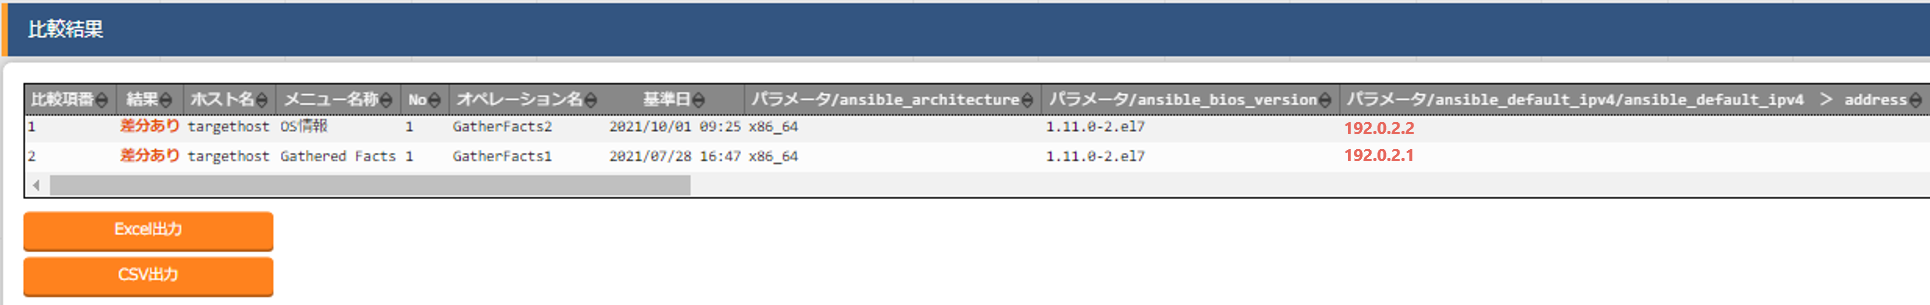 比較結果
比較項番 結果 ホスト名 メニュー名称 No オペレーション名 基準日 パラメータ/ansible_architecture パラメータ/ansible_bios_version パラメータ/ansible_default_ipv4/ansible_default_ipv4 > address
1 差分あり targethost OS情報 1 GatherFacts2 2021/10/01 09:25 x86_64 1.11.0-2.el7 192.0.2.2
2 差分あり targethost Gathered Facts 1 GatherFacts1 2021/07/28 16:47 x86_64 1.11.0-2.el7 192.0.2.1
Excel出力
CSV出力